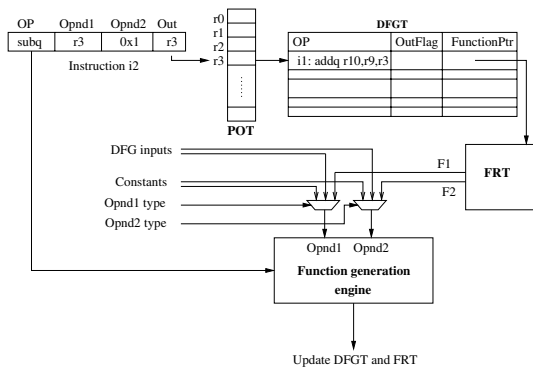 OP Opnd1 Opnd2 Out
subq r3 0x1 r3
Instruction i2
r0
r1
r2
r3
......
POT
DFGT
OP OutFlag FunctionPtr
i1: addq r10,r9,r3
DFG inputs
F1
FRT
Constants
F2
Opnd1 type
Opnd2 type
Opnd1 Opnd2
Function generation
engine
Update DFGT and FRT